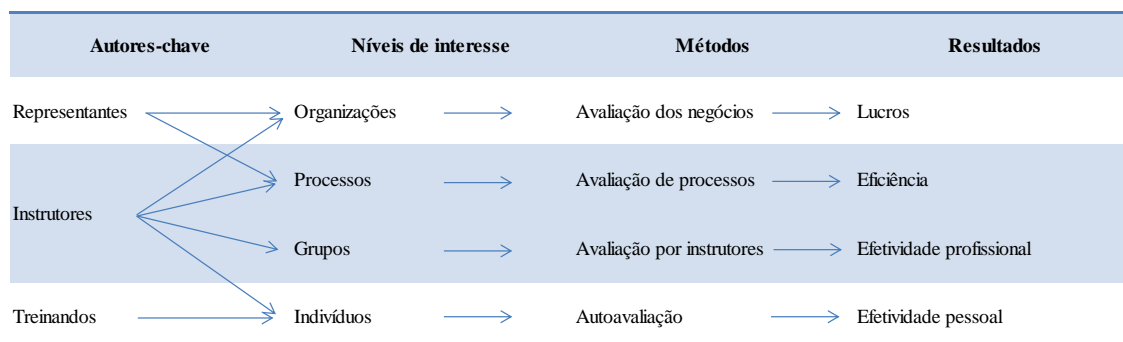 Autores-chave Níveis de interesse Métodos Resultados
Representantes Organizações Avaliação dos negócios Lucros
Processos Avaliação de processos Eficiência
Instrutores
Grupos Avaliação por instrutores Efetividade profissional
Treinandos Indivíduos Autoavaliação Efetividade pessoal